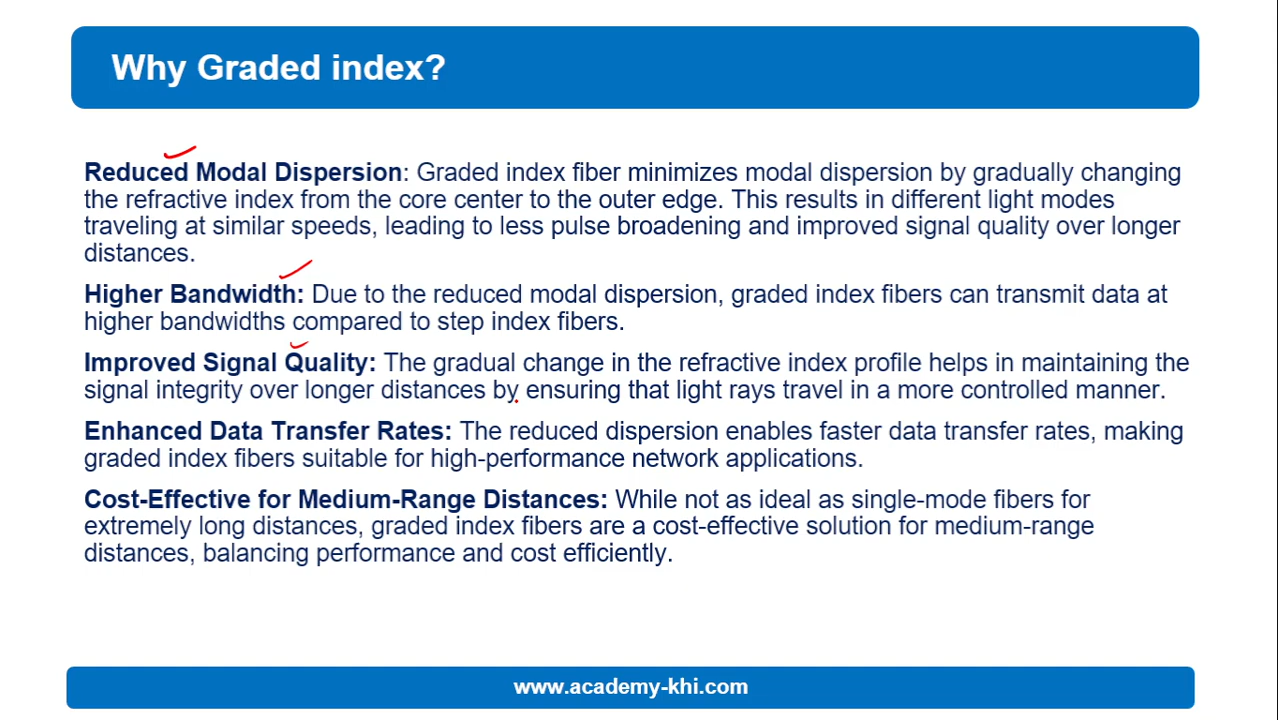 Why Graded index?
Reduced Modal Dispersion: Graded index fiber minimizes modal dispersion by gradually changing
the refractive index from the core center to the outer edge. This results in different light modes
traveling at similar speeds, leading to less pulse broadening and improved signal quality over longer
distances.
Higher Bandwidth: Due to the reduced modal dispersion, graded index fibers can transmit data at
higher bandwidths compared to step index fibers.
Improved Signal Quality: The gradual change in the refractive index profile helps in maintaining the
signal integrity over longer distances by ensuring that light rays travel in a more controlled manner.
Enhanced Data Transfer Rates: The reduced dispersion enables faster data transfer rates, making
graded index fibers suitable for high-performance network applications.
Cost-Effective for Medium-Range Distances: While not as ideal as single-mode fibers for
extremely long distances, graded index fibers are a cost-effective solution for medium-range
distances, balancing performance and cost efficiently.
www.academy-khi.com